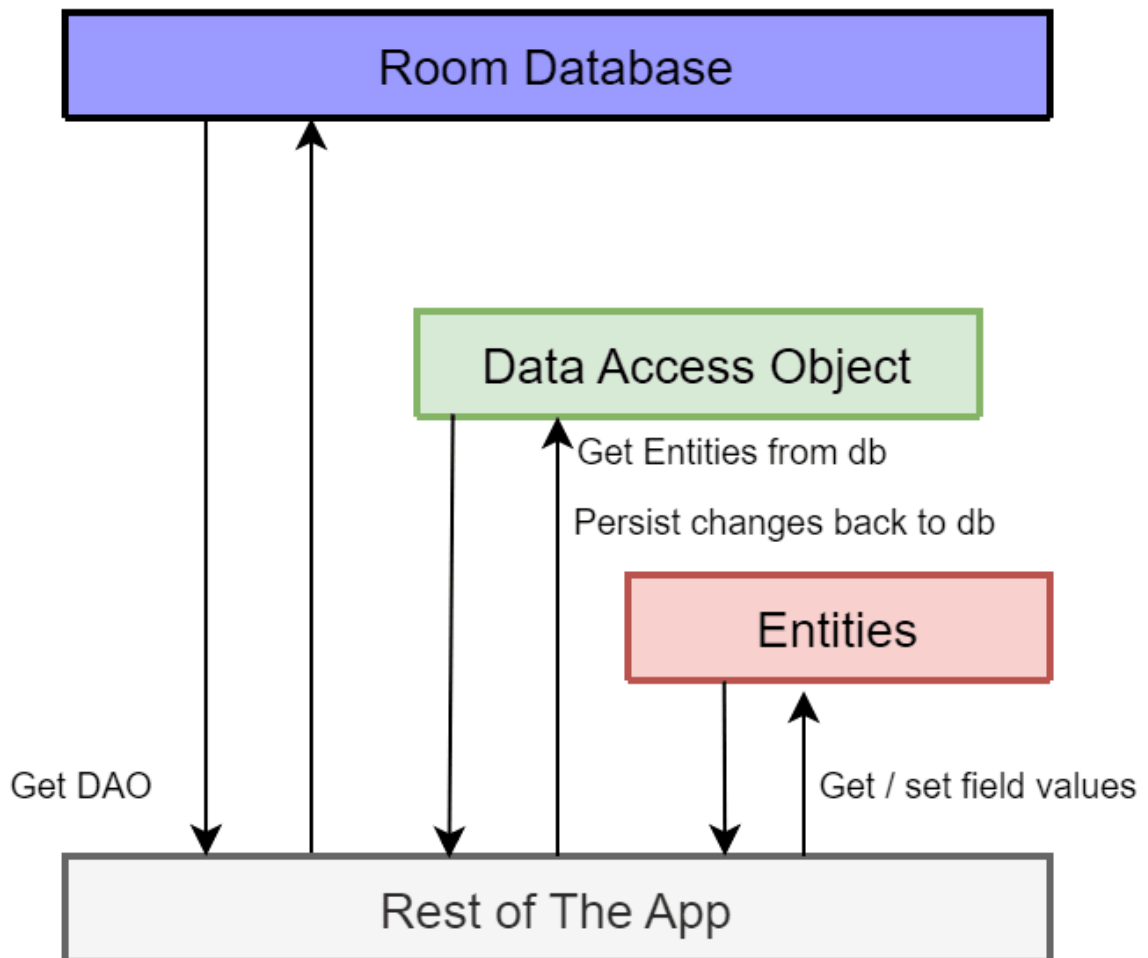 Room Database
Data Access Object
Get Entities from db
Persist changes back to db
Entities
Get DAO
Get / set field values
Rest of The App